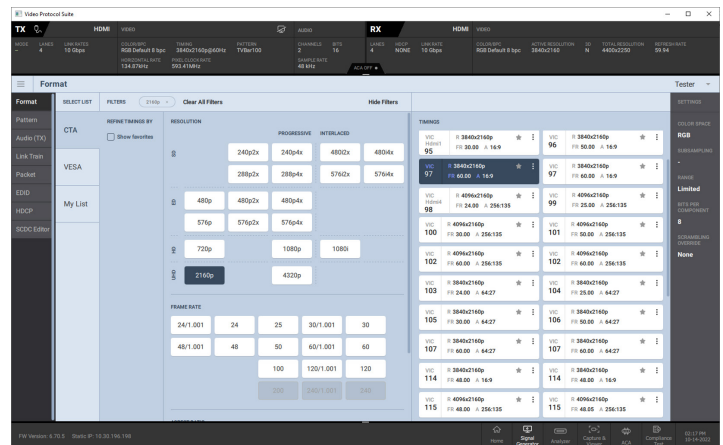 Video Protocol Suite
TX HDMI VIDEO AUDIO RX HDMI VIDEO
MODE LANES LINK RATES COLOR/BPC TIMING PATTERN CHANNELS BITS LANES HDCP LINK RATE COLOR/BPC ACTIVE RESOLUTION ID TOTAL RESOLUTION REFRESH RATE
– 4 10 Gbps RGB Default 8 bpc 3840x2160p@60Hz TVBar100 2 16 4 NONE 10 Gbps RGB Default 8 bpc 3840x2160 N 4400x2250 59.94
HORIZONTAL RATE PIXEL CLOCK RATE SAMPLE RATE
134.87kHz 593.41MHz 48 kHz
ACA OFF
Format Tester
Format SELECT LIST FILTERS 2160p Clear All Filters Hide Filters SETTINGS
Pattern
Audio (TX)
Link Train
Packet
EDID
HDCP
SCDC Editor
CTA
VESA
My List
REFINE TIMINGS BY
Show favorites
RESOLUTION
PROGRESSIVE INTERLACED
SD 240p2x 240p4x 480i2x 480i4x
288p2x 288p4x 576i2x 576i4x
ED 480p 480p2x 480p4x
576p 576p2x 576p4x
HD 720p 1080p 1080i
UHD 2160p 4320p
FRAME RATE
24/1.001 24 25 30/1.001 30
48/1.001 48 50 60/1.001 60
100 120/1.001 120
200 240/1.001 240
TIMINGS
VIC Hdmi1 95 R 3840x2160p FR 30.00 A 16:9
VIC 96 R 3840x2160p FR 50.00 A 16:9
VIC 97 R 3840x2160p FR 60.00 A 16:9
VIC 97 R 3840x2160p FR 60.00 A 16:9
VIC Hdmi4 98 R 4096x2160p FR 24.00 A 256:135
VIC 99 R 4096x2160p FR 25.00 A 256:135
VIC 100 R 4096x2160p FR 30.00 A 256:135
VIC 101 R 4096x2160p FR 50.00 A 256:135
VIC 102 R 4096x2160p FR 60.00 A 256:135
VIC 102 R 4096x2160p FR 60.00 A 256:135
VIC 103 R 3840x2160p FR 24.00 A 64:27
VIC 104 R 3840x2160p FR 25.00 A 64:27
VIC 105 R 3840x2160p FR 30.00 A 64:27
VIC 106 R 3840x2160p FR 50.00 A 64:27
VIC 107 R 3840x2160p FR 60.00 A 64:27
VIC 107 R 3840x2160p FR 60.00 A 64:27
VIC 114 R 3840x2160p FR 48.00 A 16:9
VIC 114 R 3840x2160p FR 48.00 A 16:9
VIC 115 R 4096x2160p FR 48.00 A 256:135
VIC 115 R 4096x2160p FR 48.00 A 256:135
COLOR SPACE
RGB
SUBSAMPLING
-
RANGE
Limited
BITS PER COMPONENT
8
SCRAMBLING OVERRIDE
None
FW Version: 6.70.5 Static IP: 10.30.196.198
Home Signal Generator Analyzer Capture & ACA Compliance
02:17 PM
10-14-2023